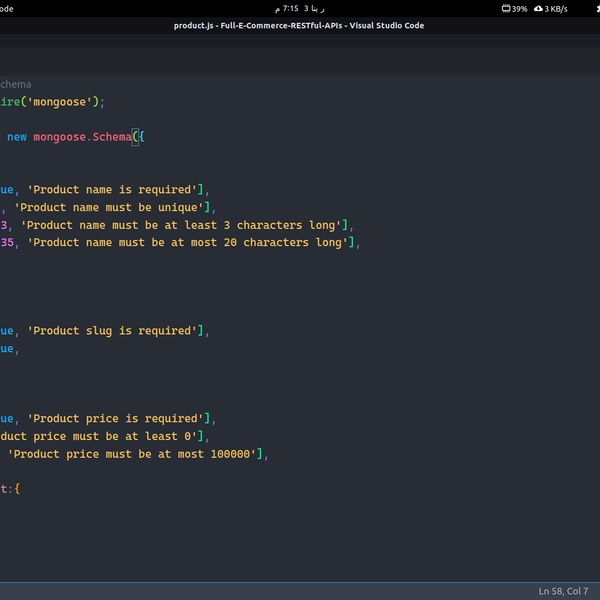 ode
م 7:15 3 ر بنا
39%
3 KB/s
product.js - Full-E-Commerce-RESTful-APIs - Visual Studio Code
chema
ire('mongoose');
new mongoose.Schema({
ue, 'Product name is required'],
, 'Product name must be unique'],
3, 'Product name must be at least 3 characters long'],
35, 'Product name must be at most 20 characters long'],
ue, 'Product slug is required'],
ue,
ue, 'Product price is required'],
duct price must be at least 0'],
'Product price must be at most 100000'],
t:{
Ln 58, Col 7